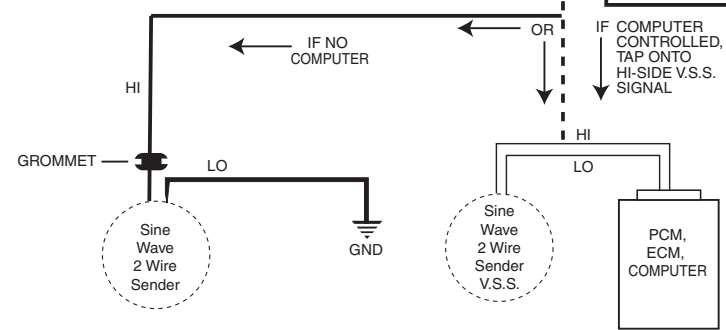 OR
IF NO
COMPUTER
IF COMPUTER
CONTROLLED,
TAP ONTO
HI-SIDE V.S.S.
SIGNAL
HI
GROMMET
LO
Sine
Wave
2 Wire
Sender
GND
HI
LO
Sine
Wave
2 Wire
Sender
V.S.S.
PCM,
ECM,
COMPUTER